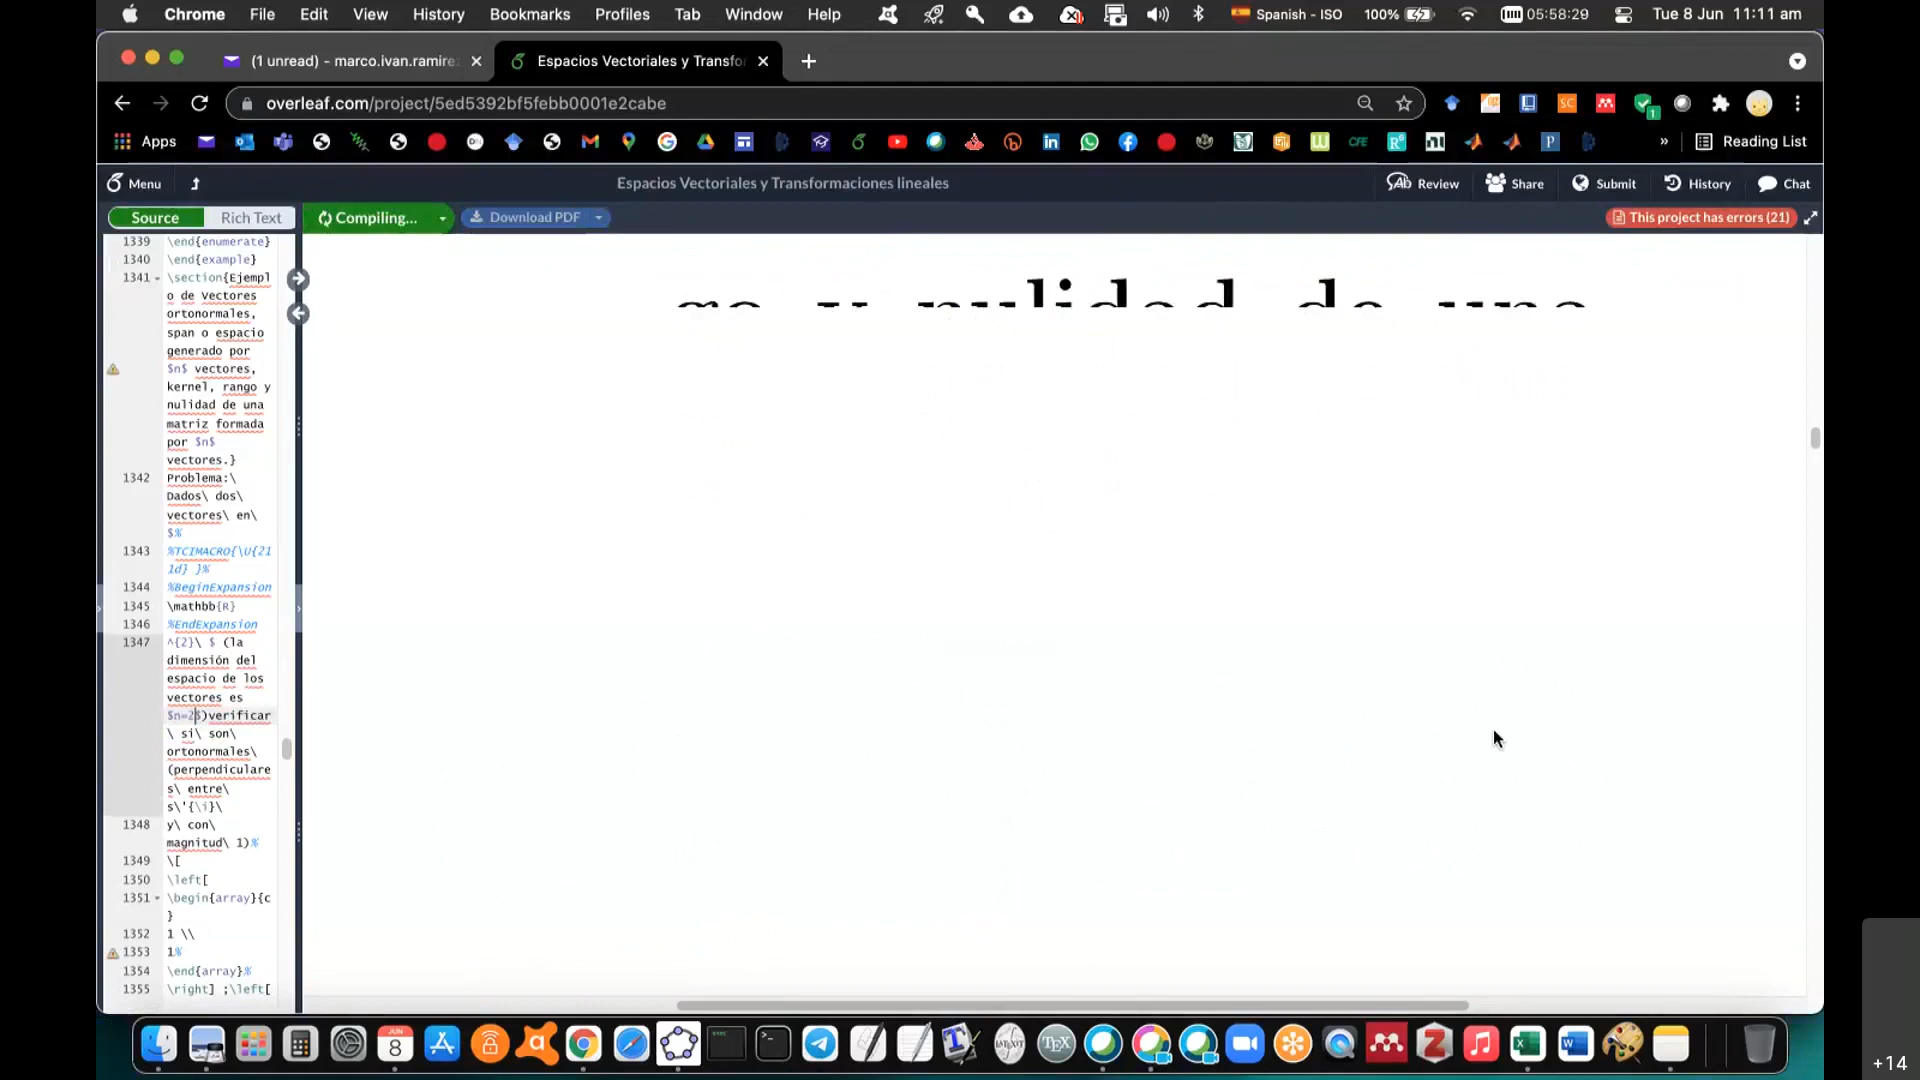 Chrome File Edit View History Bookmarks Profiles Tab Window Help Spanish - ISO 100% 05:58:29 Tue 8 Jun 11:11 am
(1 unread) - marco.ivan.ramire
Espacios Vectoriales y Transfo
overleaf.com/project/5ed5392bf5febb0001e2cabe
Apps
Reading List
Menu
Espacios Vectoriales y Transformaciones lineales
Review Share Submit History Chat
Source Rich Text Compiling... Download PDF This project has errors (21)
1339 \end{enumerate}
1340 \end{example}
1341 \section{Ejempl
o de Vectores
ortonormales,
span o espacio
generado por
$n$ vectores,
kernel, rango y
nulidad de una
matriz formada
por $n$
vectores.}
1342 Problema:\
Dados\ dos\
vectores\ en\
$%
1343 %TCIMACRO{\U{21
1d} }%
1344 %BeginExpansion
1345 \mathbb{R}
1346 %EndExpansion
1347 ^{2}\ $ (la
dimensión del
espacio de los
vectores es
$n=2$)verificar
\ si\ son\
ortonormales\
(perpendiculare
s\ entre\
s\'{\i}\
1348 y\ con\
magnitud\ 1)%
1349 \[
1350 \left[
1351 \begin{array}{c
}
1352 1 \\
1353 1%
1354 \end{array}%
1355 \right] ;\left[
go y nulidad de una
+14